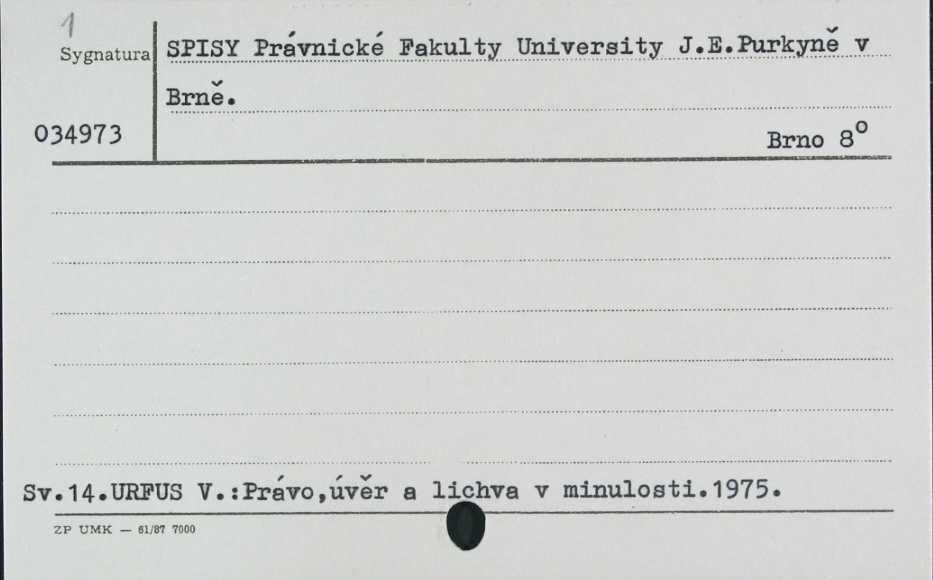 1
Sygnatura
SPISY Právnické Fakulty University J.E.Purkyně v
Brně.
034973
Brno 8⁰
Sv.14.URFUS V.:Právo,úvěr a lichva v minulosti.1975.
ZP UMK — 61/87 7000